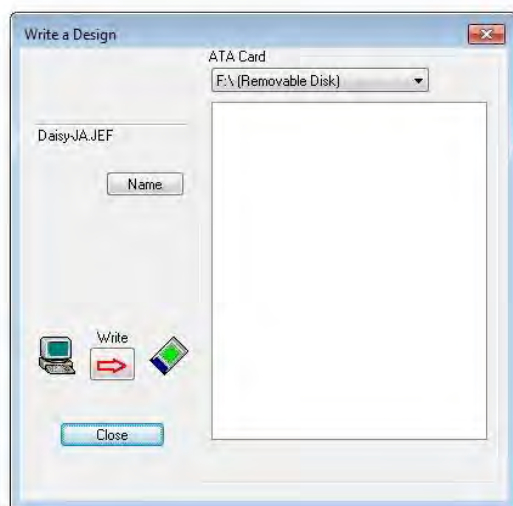 Write a Design
ATA Card
F:\ (Removable Disk)
Daisy-JA.JEF
Name
Write
Close